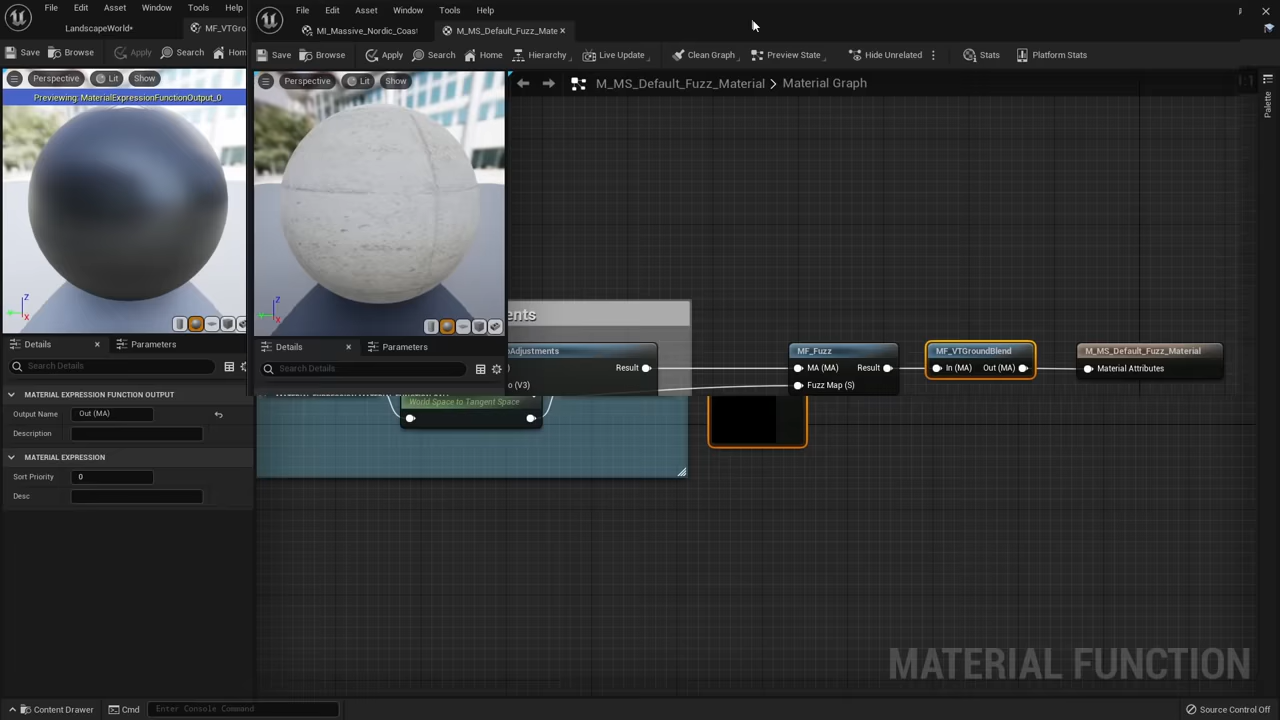 File Edit Asset Window Tools Help
LandscapeWorld* MF_VTGro
Save Browse Apply Search Hom
Perspective Lit Show
Previewing: MaterialExpressionFunctionOutput_0
Z
X
Details Parameters
Search Details
MATERIAL EXPRESSION FUNCTION OUTPUT
Output Name Out (MA)
Description
MATERIAL EXPRESSION
Sort Priority 0
Desc
File Edit Asset Window Tools Help
MI_Massive_Nordic_Coas M_MS_Default_Fuzz_Mate
Save Browse Apply Search Home Hierarchy Live Update Clean Graph Preview State Hide Unrelated Stats Platform Stats
Perspective Lit Show
M_MS_Default_Fuzz_Material > Material Graph
Palette
Z
X
Details Parameters
Search Details
ents
Adjustments
Result
o (V3)
MF_Fuzz
MA (MA) Result
Fuzz Map (S)
MF_VTGroundBlend
In (MA) Out (MA)
M_MS_Default_Fuzz_Material
Material Attributes
World Space to Tangent Space
MATERIAL FUNCTION
Content Drawer Cmd Enter Console Command Source Control Off